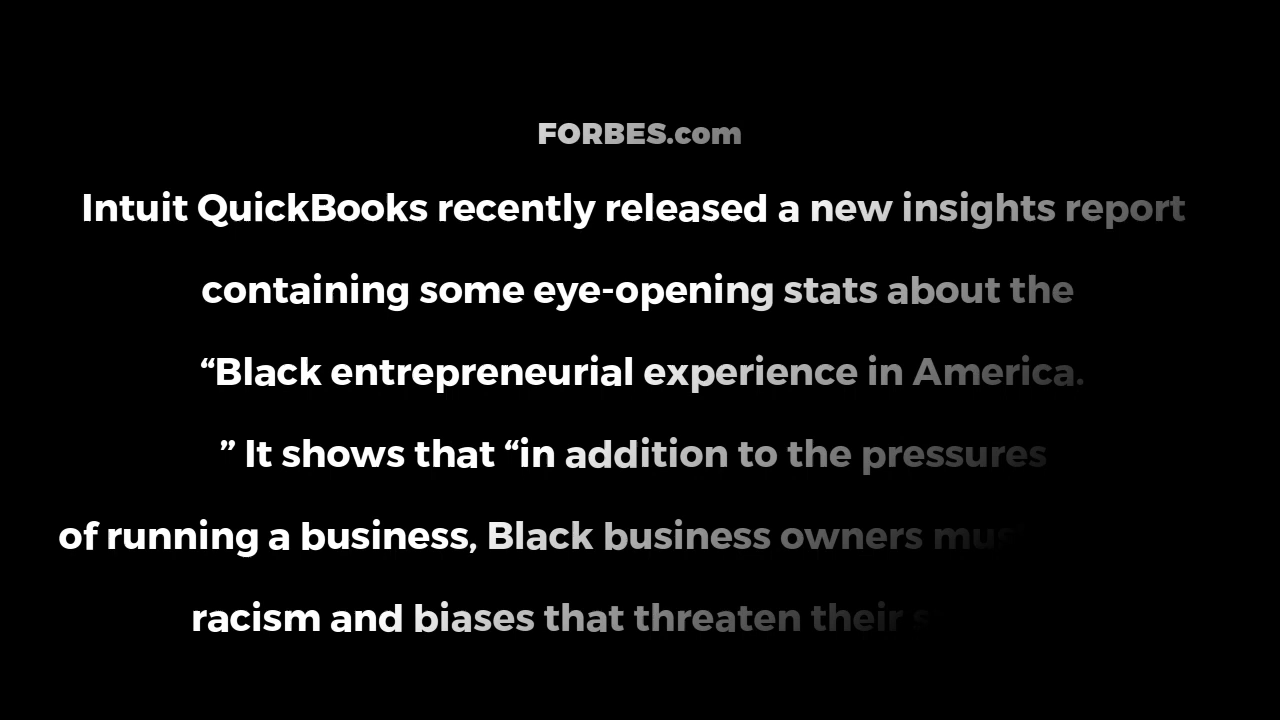 FORBES.com
Intuit QuickBooks recently released a new insights report
containing some eye-opening stats about the
“Black entrepreneurial experience in America.
” It shows that “in addition to the pressures
of running a business, Black business owners
racism and biases that threaten their